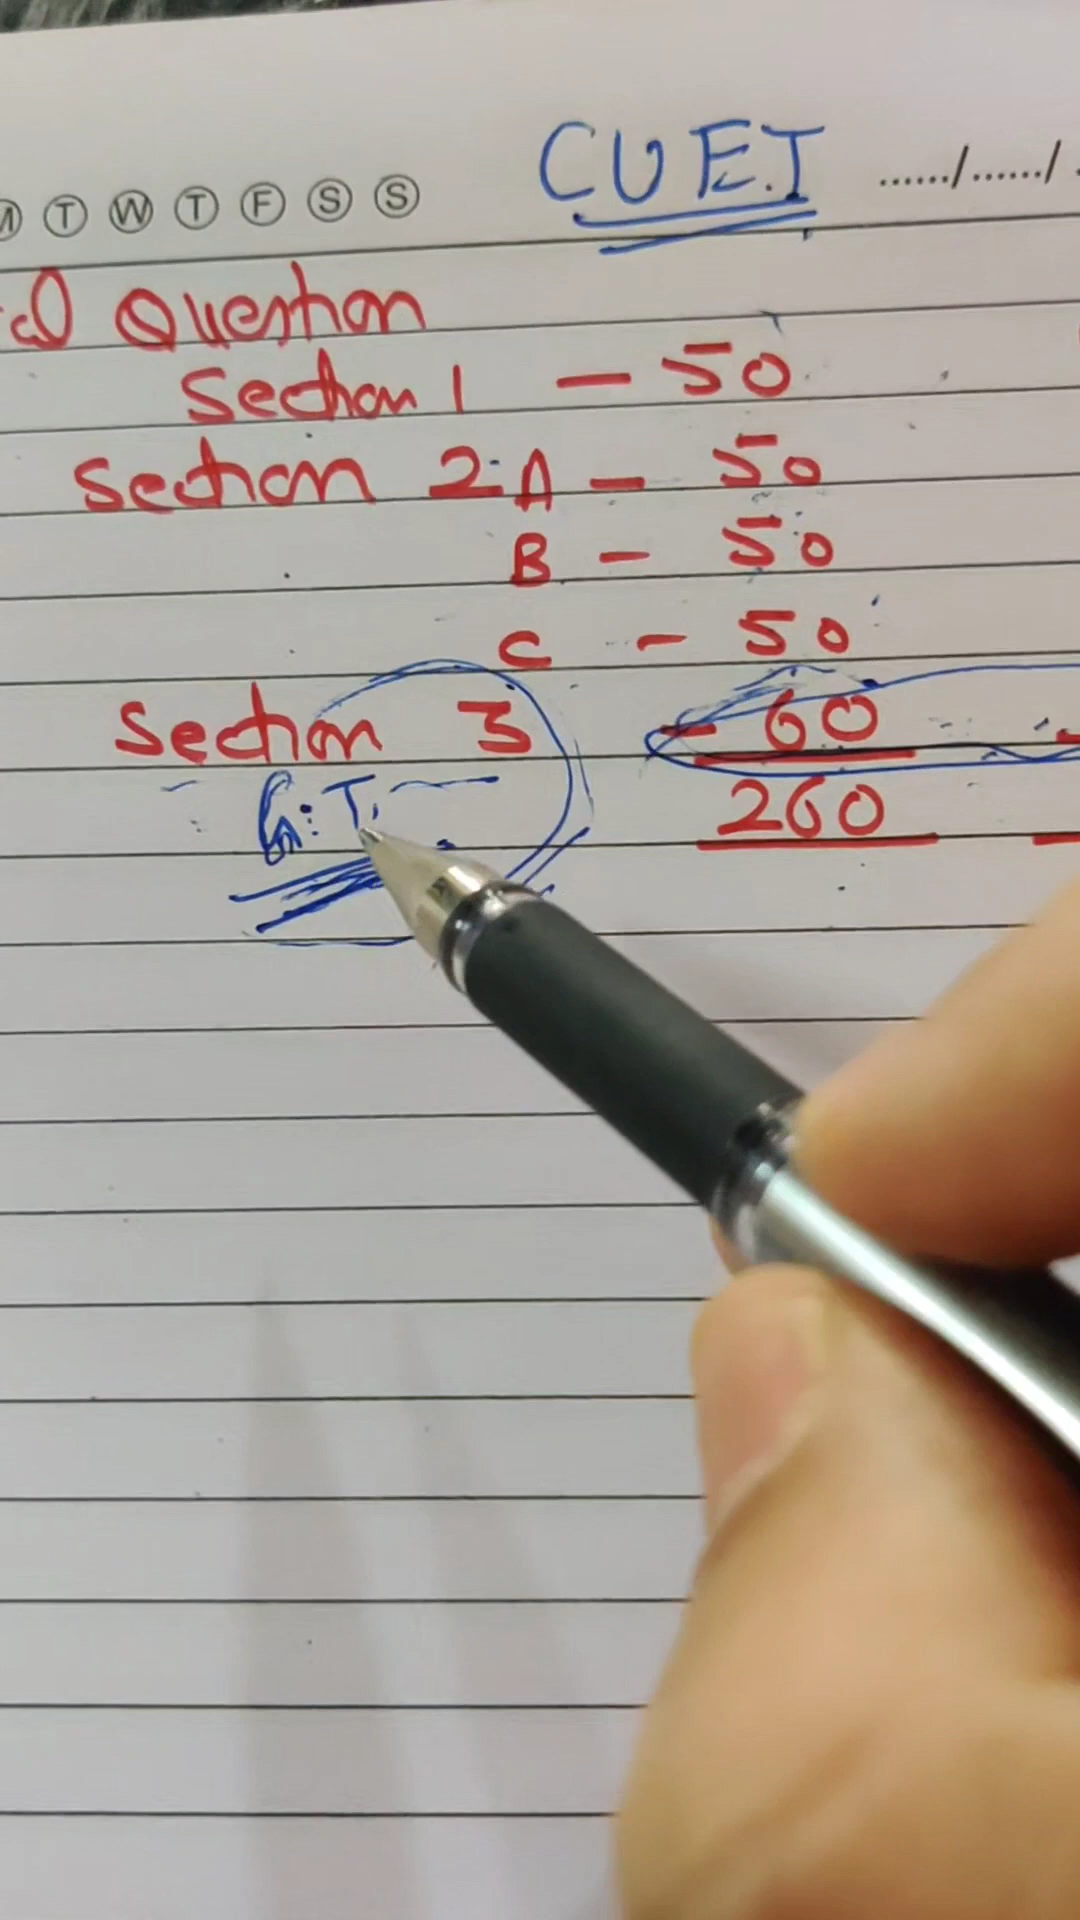 CUET
M T W T F S S ....../....../
Question
Section 1 - 50
Section 2. A - 50
B - 50
C - 50
Section 3 - 60
G.T.
260